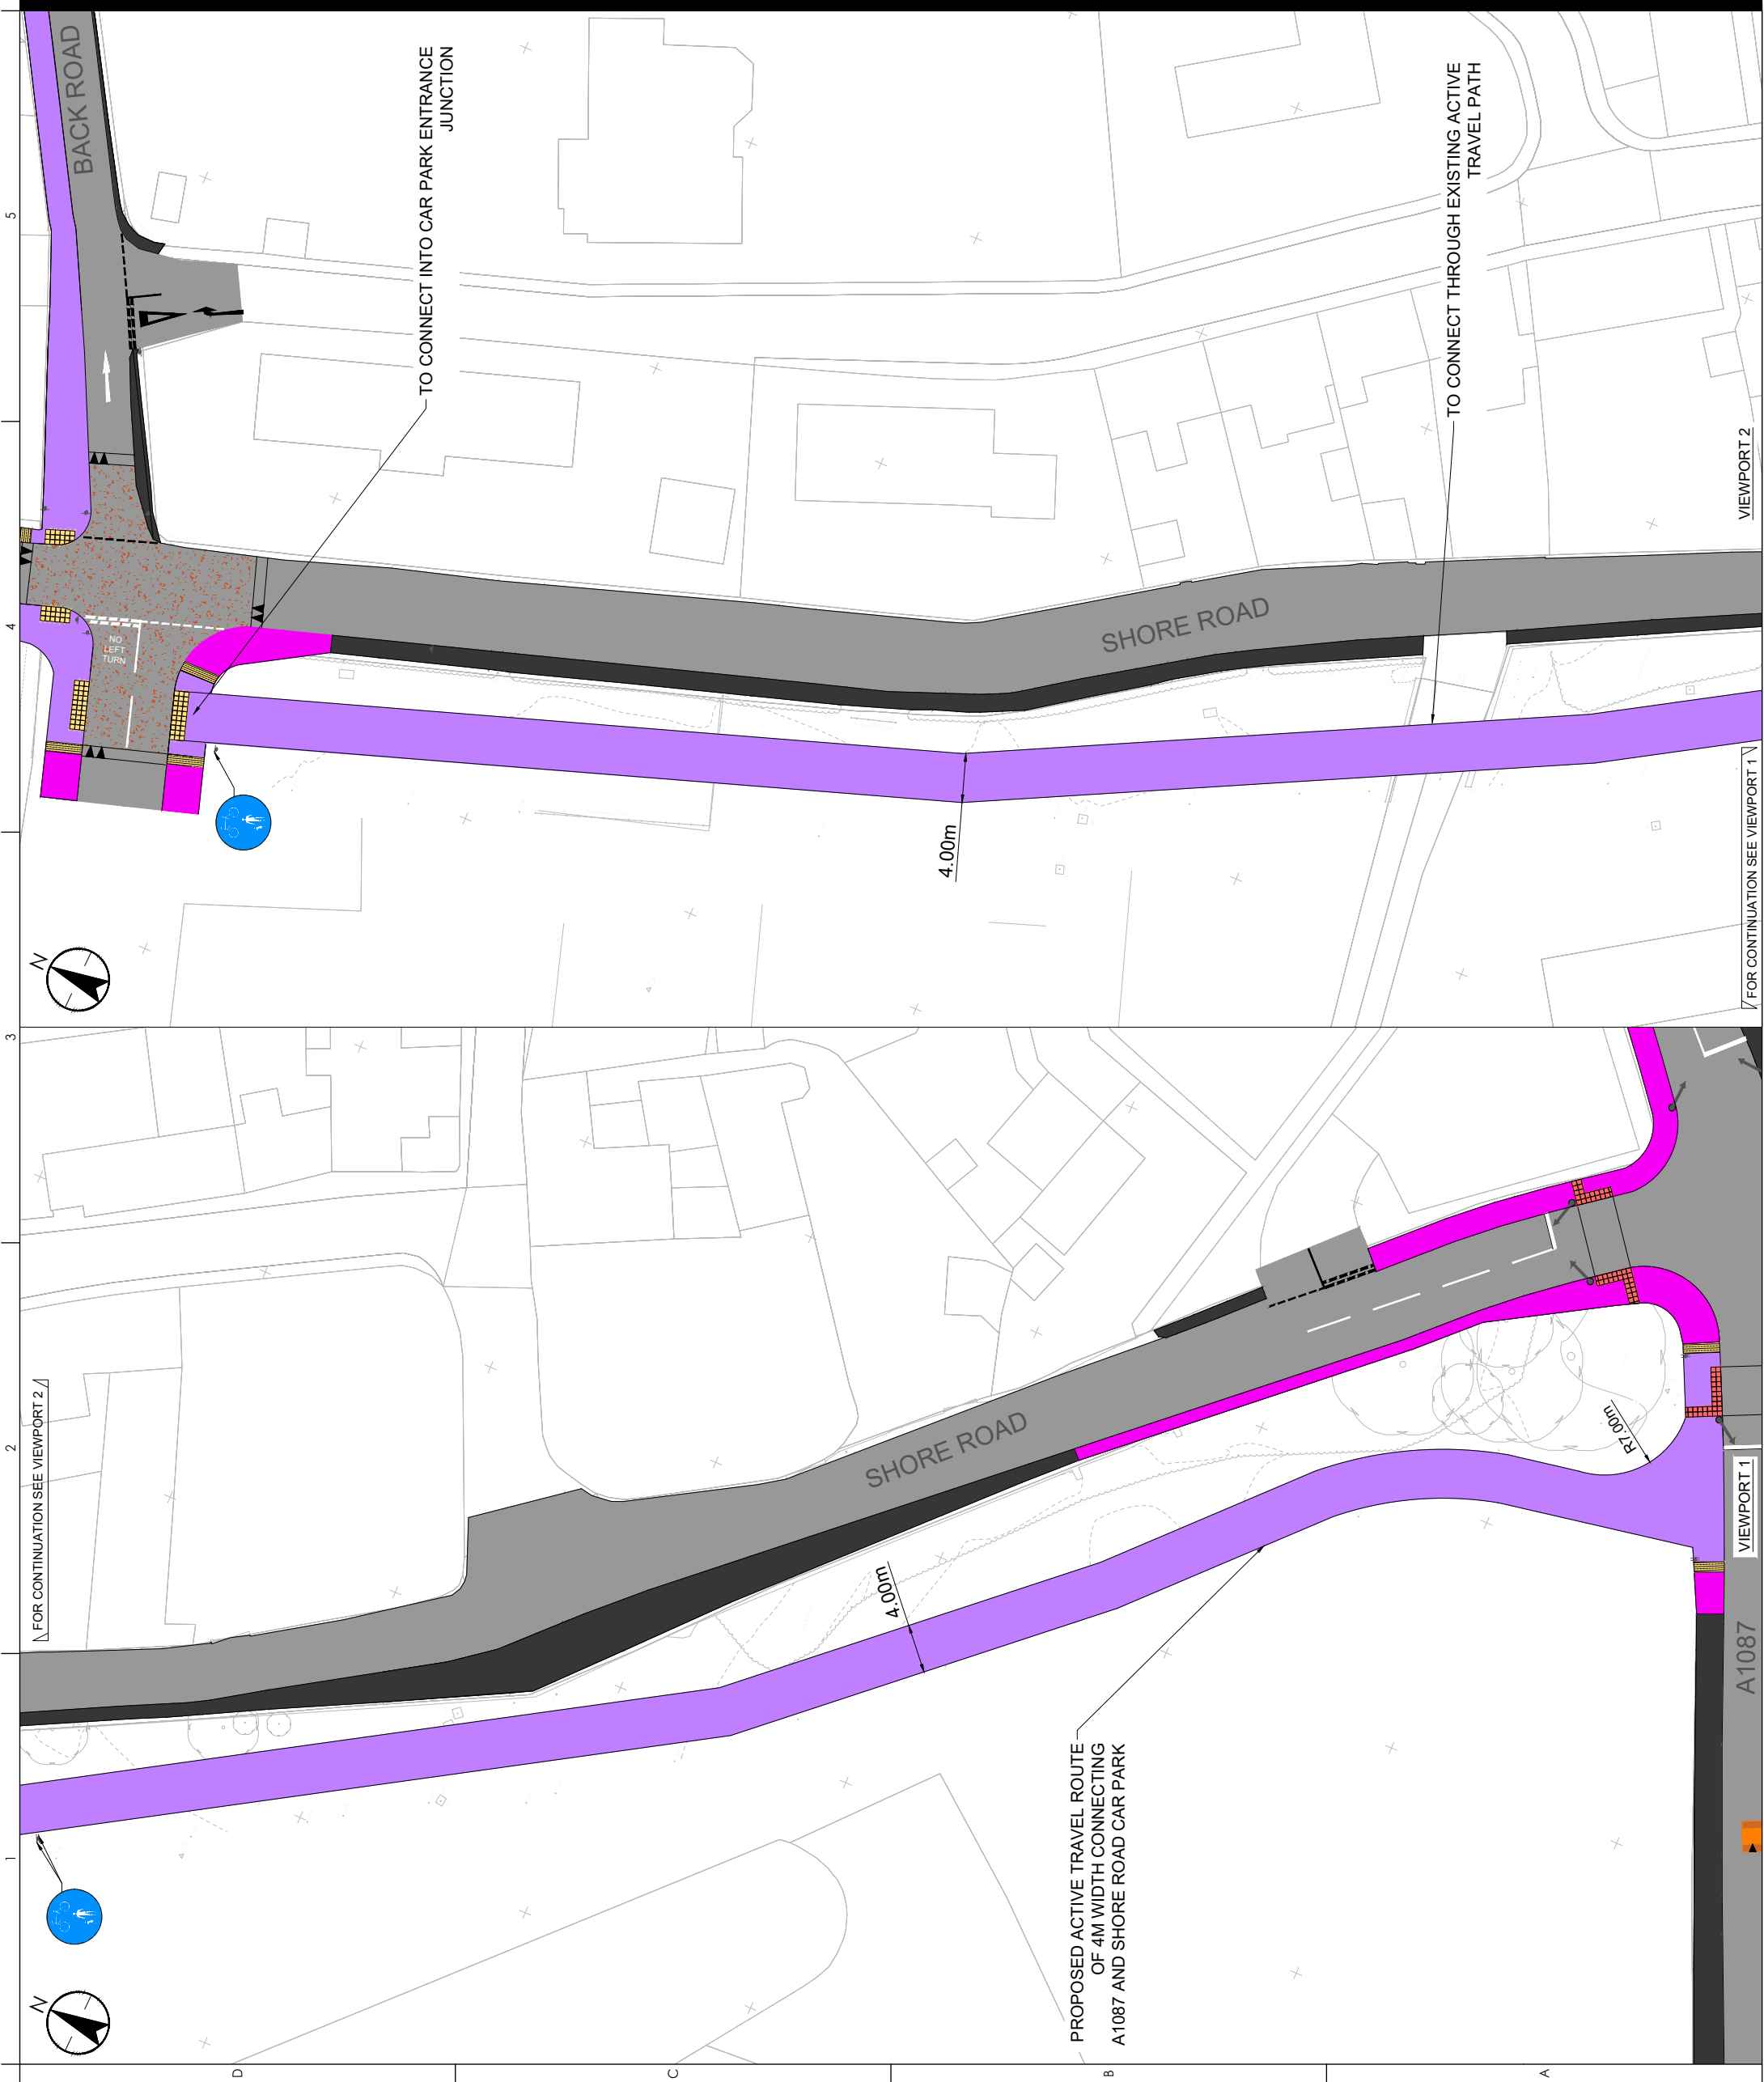 BACK ROAD
TO CONNECT INTO CAR PARK ENTRANCE
JUNCTION
TO CONNECT THROUGH EXISTING ACTIVE
TRAVEL PATH
NO
LEFT
TURN
SHORE ROAD
4.00m
VIEWPORT 2
FOR CONTINUATION SEE VIEWPORT 1
N
FOR CONTINUATION SEE VIEWPORT 2
SHORE ROAD
4.00m
R7.00m
VIEWPORT 1
A1087
PROPOSED ACTIVE TRAVEL ROUTE
OF 4M WIDTH CONNECTING
A1087 AND SHORE ROAD CAR PARK
N
1
2
3
4
5
D
C
B
A